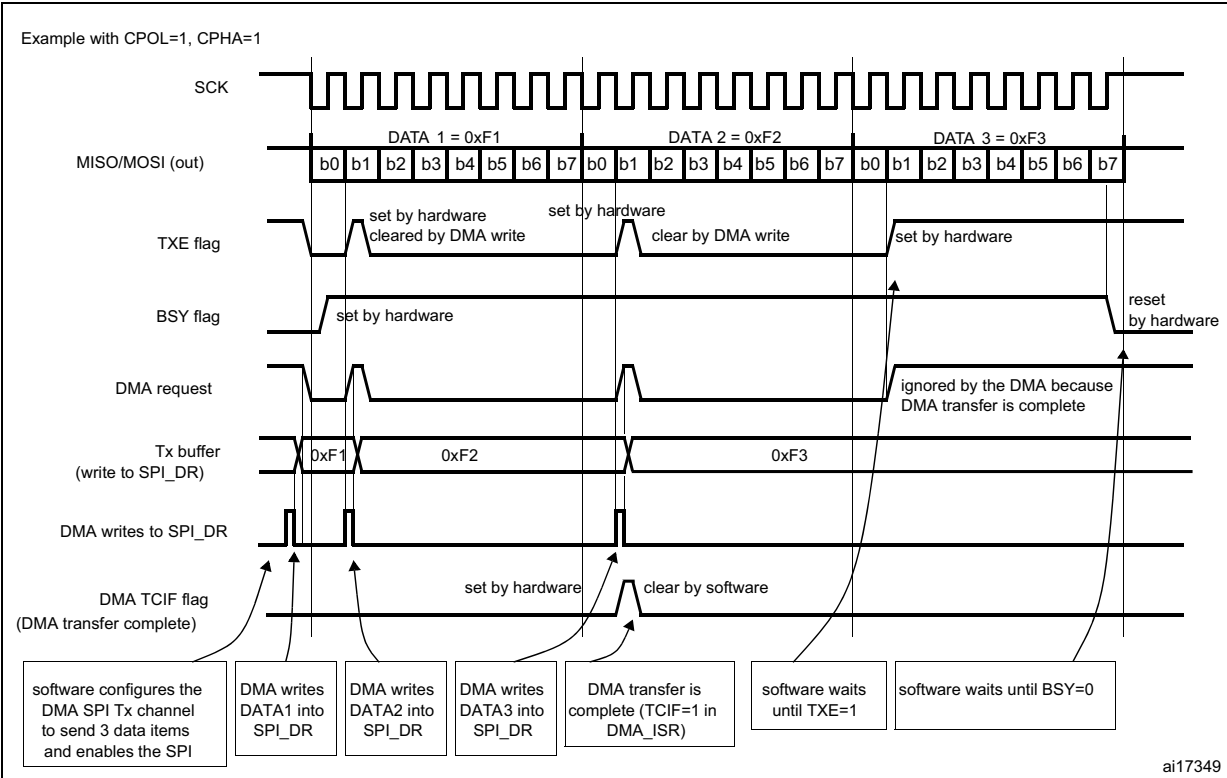 Example with CPOL=1, CPHA=1
SCK
DATA 1 = 0xF1 DATA 2 = 0xF2 DATA 3 = 0xF3
MISO/MOSI (out)
b0 b1 b2 b3 b4 b5 b6 b7 b0 b1 b2 b3 b4 b5 b6 b7 b0 b1 b2 b3 b4 b5 b6 b7
TXE flag
set by hardware
cleared by DMA write
set by hardware
clear by DMA write
set by hardware
BSY flag
set by hardware
reset
by hardware
DMA request
ignored by the DMA because
DMA transfer is complete
Tx buffer
(write to SPI_DR)
0xF1 0xF2 0xF3
DMA writes to SPI_DR
DMA TCIF flag
(DMA transfer complete)
set by hardware
clear by software
software configures the
DMA SPI Tx channel
to send 3 data items
and enables the SPI
DMA writes
DATA1 into
SPI_DR
DMA writes
DATA2 into
SPI_DR
DMA writes
DATA3 into
SPI_DR
DMA transfer is
complete (TCIF=1 in
DMA_ISR)
software waits
until TXE=1
software waits until BSY=0
ai17349